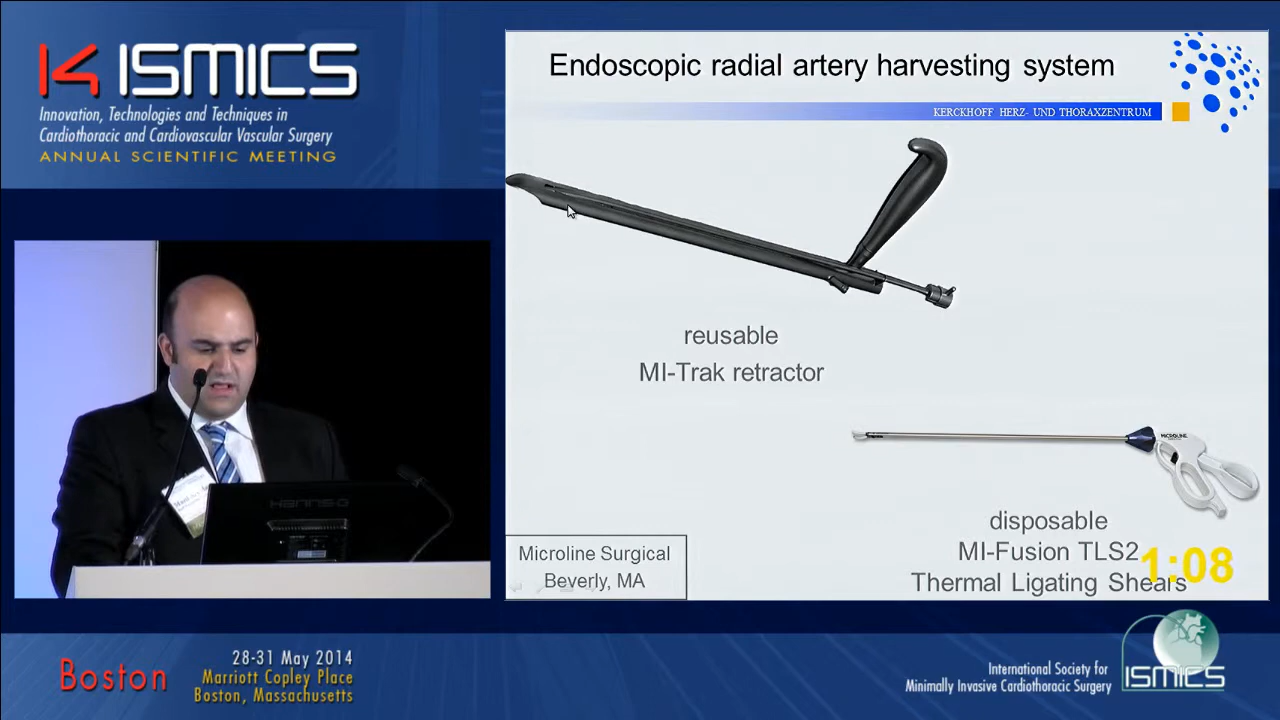 14 ISMICS
Innovation, Technologies and Techniques in
Cardiothoracic and Cardiovascular Vascular Surgery
ANNUAL SCIENTIFIC MEETING
Endoscopic radial artery harvesting system
KERCKHOFF HERZ- UND THORAXZENTRUM
reusable
MI-Trak retractor
MICROLINE
disposable
MI-Fusion TLS2
Thermal Ligating Shears
1:08
Microline Surgical
Beverly, MA
HANNS-G
Boston
28-31 May 2014
Marriott Copley Place
Boston, Massachusetts
International Society for
Minimally Invasive Cardiothoracic Surgery
ISMICS